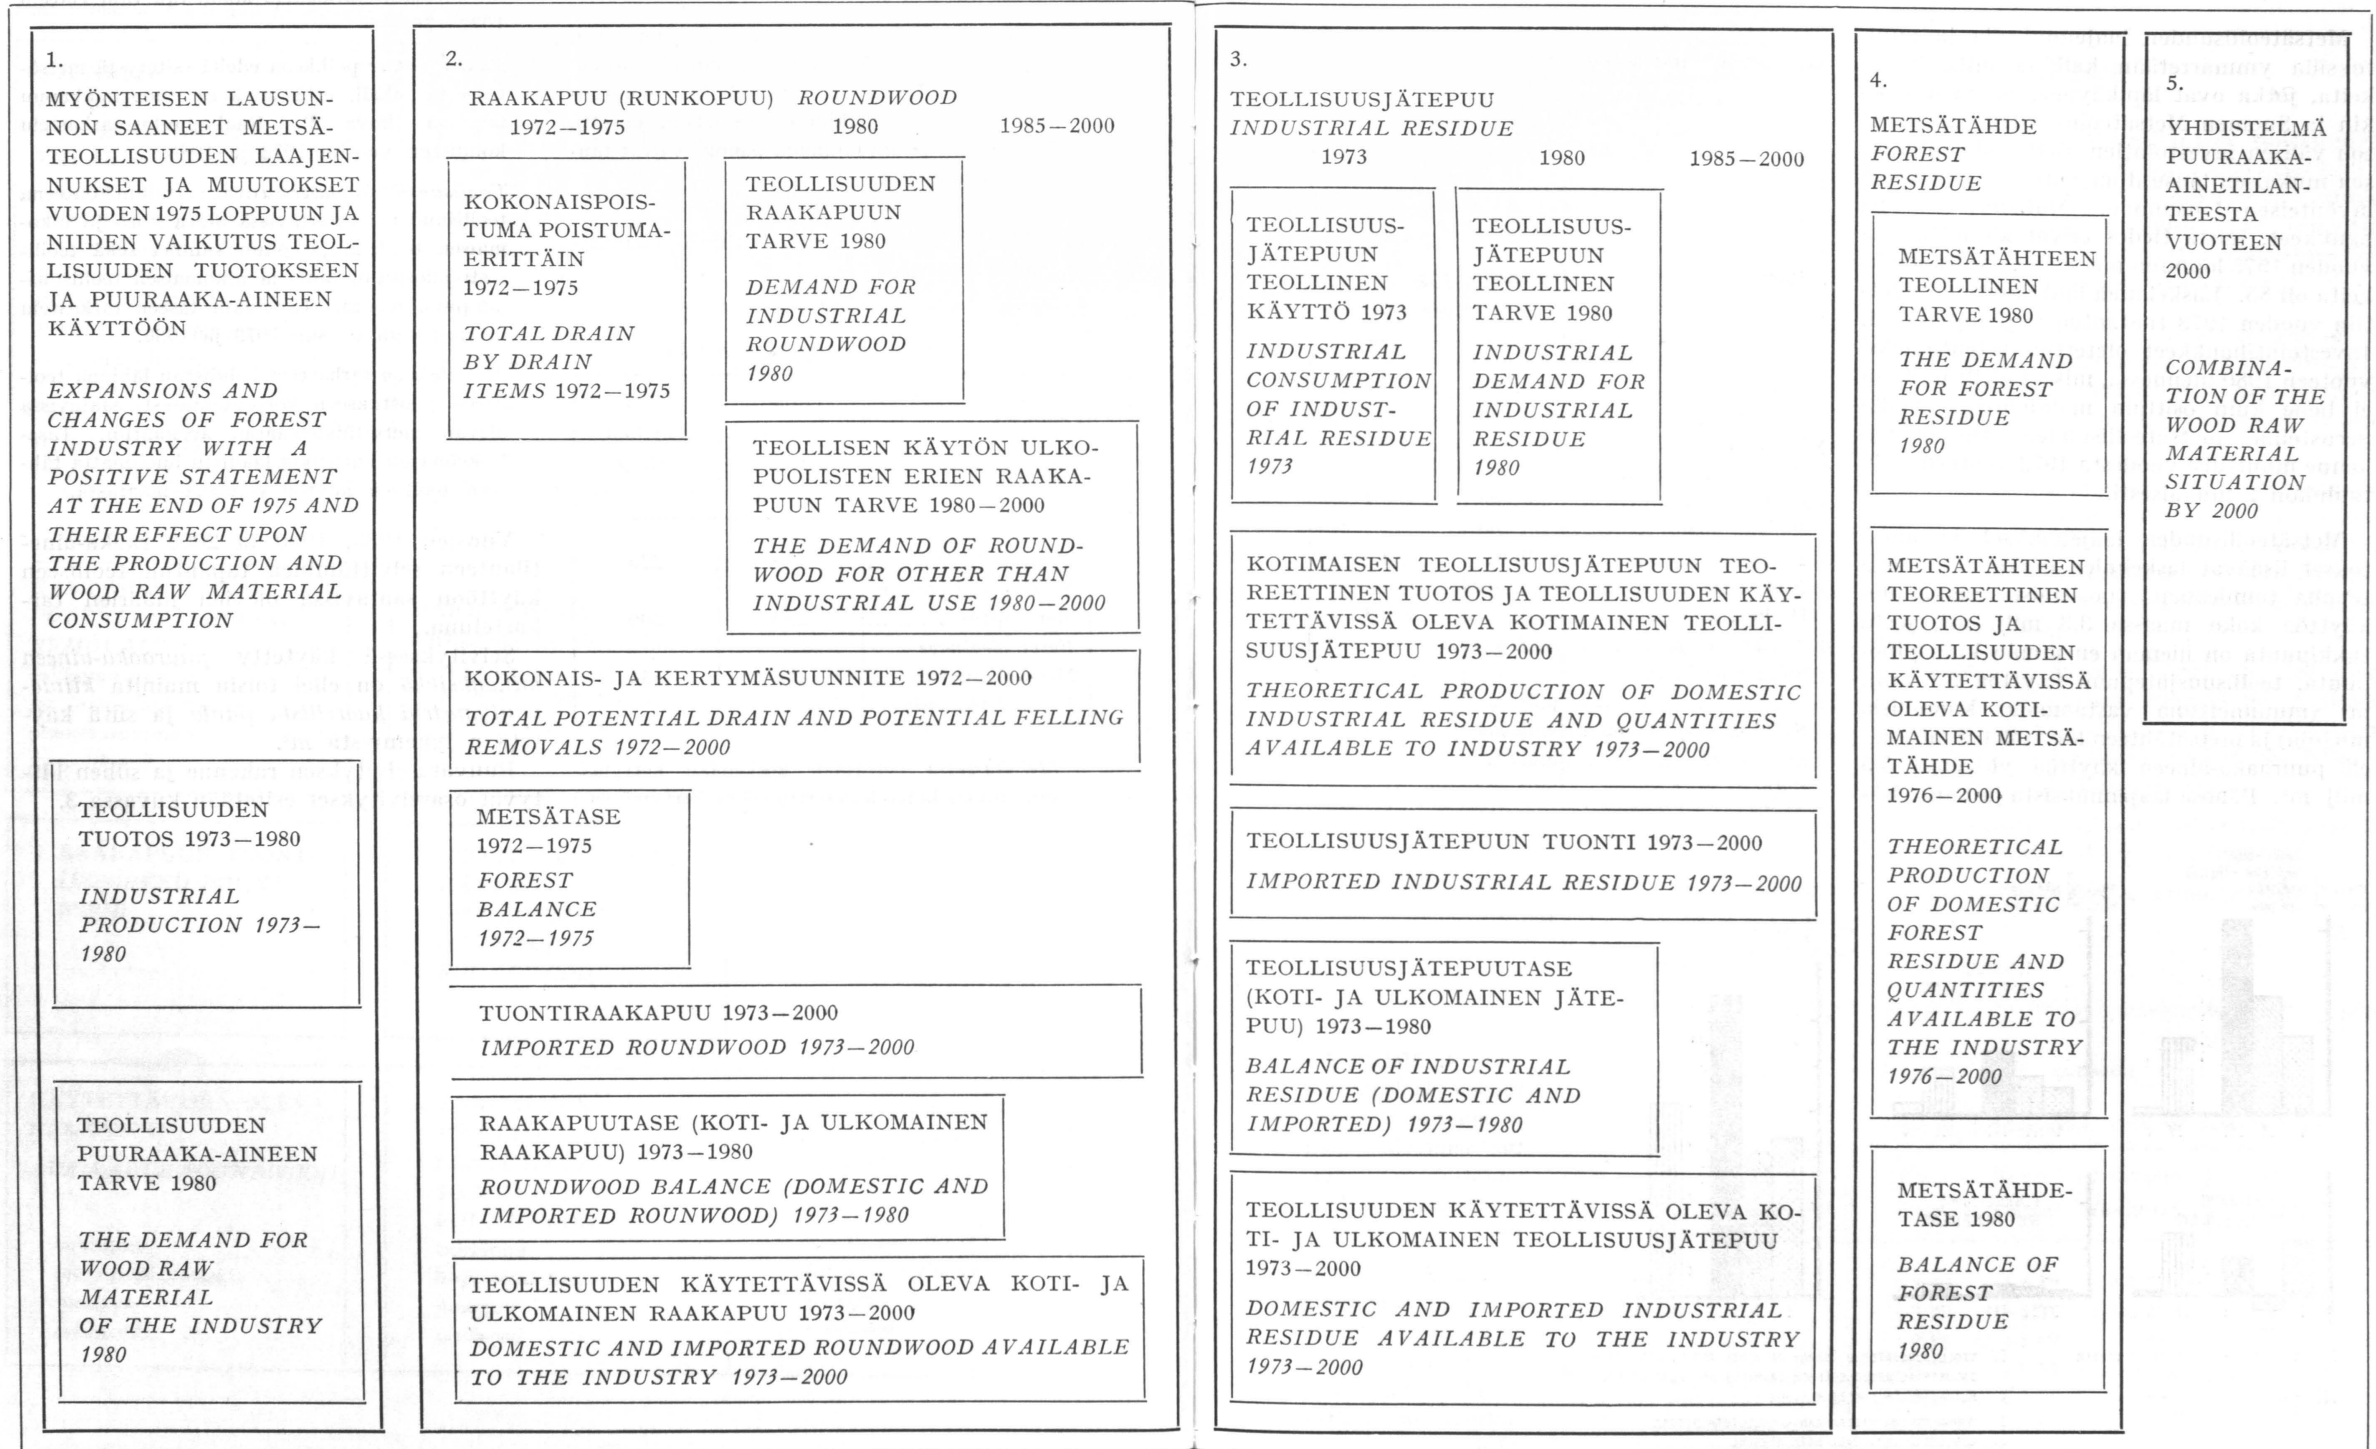 1.
MYÖNTEISEN LAUSUN-
NON SAANEET METSÄ-
TEOLLISUUDEN LAAJEN-
NUKSET JA MUUTOKSET
VUODEN 1975 LOPPUUN JA
NIIDEN VAIKUTUS TEOL-
LISUUDEN TUOTOKSEEN
JA PUURAAKA-AINEEN
KÄYTTÖÖN
EXPANSIONS AND
CHANGES OF FOREST
INDUSTRY WITH A
POSITIVE STATEMENT
AT THE END OF 1975 AND
THEIR EFFECT UPON
THE PRODUCTION AND
WOOD RAW MATERIAL
CONSUMPTION
TEOLLISUUDEN
TUOTOS 1973—1980
INDUSTRIAL
PRODUCTION 1973—
1980
TEOLLISUUDEN
PUURAAKA-AINEEN
TARVE 1980
THE DEMAND FOR
WOOD RAW
MATERIAL
OF THE INDUSTRY
1980
2.
RAAKAPUU (RUNKOPUU) ROUNDWOOD
1972—1975 1980 1985—2000
KOKONAISPOIS-
TUMA POISTUMA-
ERITTÄIN
1972—1975
TOTAL DRAIN
BY DRAIN
ITEMS 1972—1975
TEOLLISUUDEN
RAAKAPUUN
TARVE 1980
DEMAND FOR
INDUSTRIAL
ROUNDWOOD
1980
TEOLLISEN KÄYTÖN ULKO-
PUOLISTEN ERIEN RAAKA-
PUUN TARVE 1980—2000
THE DEMAND OF ROUND-
WOOD FOR OTHER THAN
INDUSTRIAL USE 1980—2000
KOKONAIS- JA KERTYMÄSUUNNITE 1972—2000
TOTAL POTENTIAL DRAIN AND POTENTIAL FELLING
REMOVALS 1972—2000
METSÄTASE
1972—1975
FOREST
BALANCE
1972—1975
TUONTIRAAKAPUU 1973—2000
IMPORTED ROUNDWOOD 1973—2000
RAAKAPUUTASE (KOTI- JA ULKOMAINEN
RAAKAPUU) 1973—1980
ROUNDWOOD BALANCE (DOMESTIC AND
IMPORTED ROUNWOOD) 1973—1980
TEOLLISUUDEN KÄYTETTÄVISSÄ OLEVA KOTI- JA
ULKOMAINEN RAAKAPUU 1973—2000
DOMESTIC AND IMPORTED ROUNDWOOD AVAILABLE
TO THE INDUSTRY 1973—2000
3.
TEOLLISUUSJÄTEPUU
INDUSTRIAL RESIDUE
1973 1980 1985—2000
TEOLLISUUS-
JÄTEPUUN
TEOLLINEN
KÄYTTÖ 1973
INDUSTRIAL
CONSUMPTION
OF INDUST-
RIAL RESIDUE
1973
TEOLLISUUS-
JÄTEPUUN
TEOLLINEN
TARVE 1980
INDUSTRIAL
DEMAND FOR
INDUSTRIAL
RESIDUE
1980
KOTIMAISEN TEOLLISUUSJÄTEPUUN TEO-
REETTINEN TUOTOS JA TEOLLISUUDEN KÄY-
TETTÄVISSÄ OLEVA KOTIMAINEN TEOLLI-
SUUSJÄTEPUU 1973—2000
THEORETICAL PRODUCTION OF DOMESTIC
INDUSTRIAL RESIDUE AND QUANTITIES
AVAILABLE TO INDUSTRY 1973—2000
TEOLLISUUSJÄTEPUUN TUONTI 1973—2000
IMPORTED INDUSTRIAL RESIDUE 1973—2000
TEOLLISUUSJÄTEPUUTASE
(KOTI- JA ULKOMAINEN JÄTE-
PUU) 1973—1980
BALANCE OF INDUSTRIAL
RESIDUE (DOMESTIC AND
IMPORTED) 1973—1980
TEOLLISUUDEN KÄYTETTÄVISSÄ OLEVA KO-
TI- JA ULKOMAINEN TEOLLISUUSJÄTEPUU
1973—2000
DOMESTIC AND IMPORTED INDUSTRIAL
RESIDUE AVAILABLE TO THE INDUSTRY
1973—2000
4.
METSÄTÄHDE
FOREST
RESIDUE
METSÄTÄHTEEN
TEOLLINEN
TARVE 1980
THE DEMAND
FOR FOREST
RESIDUE
1980
METSÄTÄHTEEN
TEOREETTINEN
TUOTOS JA
TEOLLISUUDEN
KÄYTETTÄVISSÄ
OLEVA KOTI-
MAINEN METSÄ-
TÄHDE
1976—2000
THEORETICAL
PRODUCTION
OF DOMESTIC
FOREST
RESIDUE AND
QUANTITIES
AVAILABLE TO
THE INDUSTRY
1976—2000
METSÄTÄHDE-
TASE 1980
BALANCE OF
FOREST
RESIDUE
1980
5.
YHDISTELMÄ
PUURAAKA-
AINETILAN-
TEESTA
VUOTEEN
2000
COMBINA-
TION OF THE
WOOD RAW
MATERIAL
SITUATION
BY 2000